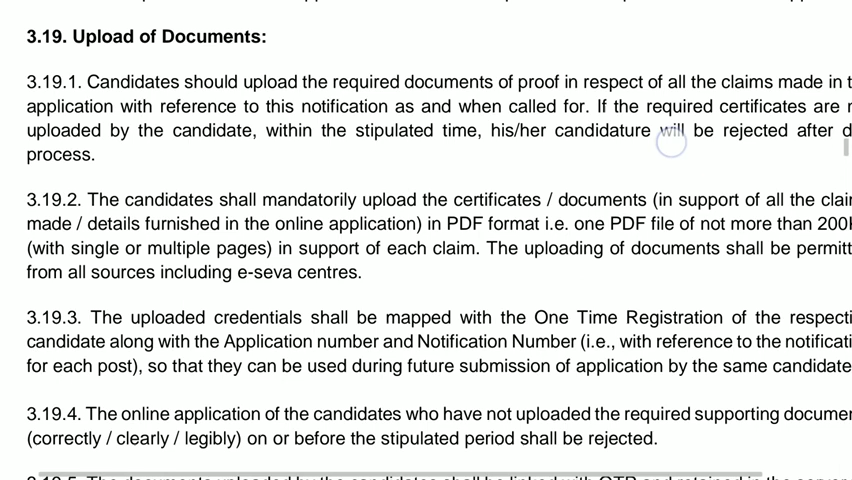 3.19. Upload of Documents:
3.19.1. Candidates should upload the required documents of proof in respect of all the claims made in
application with reference to this notification as and when called for. If the required certificates are
uploaded by the candidate, within the stipulated time, his/her candidature will be rejected after
process.
3.19.2. The candidates shall mandatorily upload the certificates / documents (in support of all the
made / details furnished in the online application) in PDF format i.e. one PDF file of not more than
(with single or multiple pages) in support of each claim. The uploading of documents shall be
from all sources including e-seva centres.
3.19.3. The uploaded credentials shall be mapped with the One Time Registration of the
candidate along with the Application number and Notification Number (i.e., with reference to the
for each post), so that they can be used during future submission of application by the same candidate
3.19.4. The online application of the candidates who have not uploaded the required supporting
(correctly / clearly / legibly) on or before the stipulated period shall be rejected.